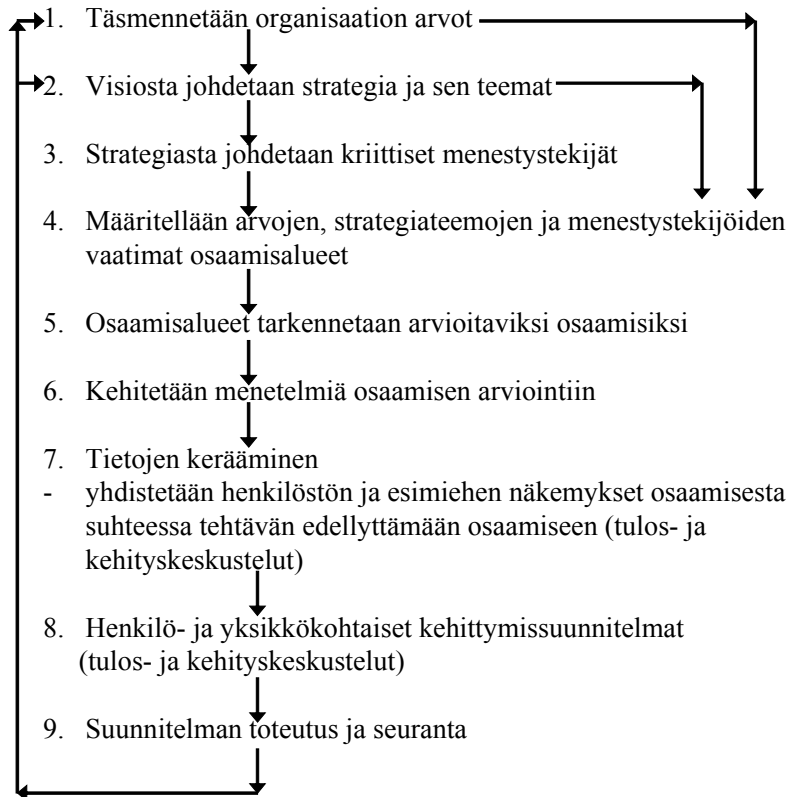 1. Täsmennetään organisaation arvot
2. Visiosta johdetaan strategia ja sen teemat
3. Strategiasta johdetaan kriittiset menestystekijät
4. Määritellään arvojen, strategiateemojen ja menestystekijöiden
vaatimat osaamisalueet
5. Osaamisalueet tarkennetaan arvioitaviksi osaamisiksi
6. Kehitetään menetelmiä osaamisen arviointiin
7. Tietojen kerääminen
- yhdistetään henkilöstön ja esimiehen näkemykset osaamisesta
suhteessa tehtävän edellyttämään osaamiseen (tulos- ja
kehityskeskustelut)
8. Henkilö- ja yksikkökohtaiset kehittymissuunnitelmat
(tulos- ja kehityskeskustelut)
9. Suunnitelman toteutus ja seuranta